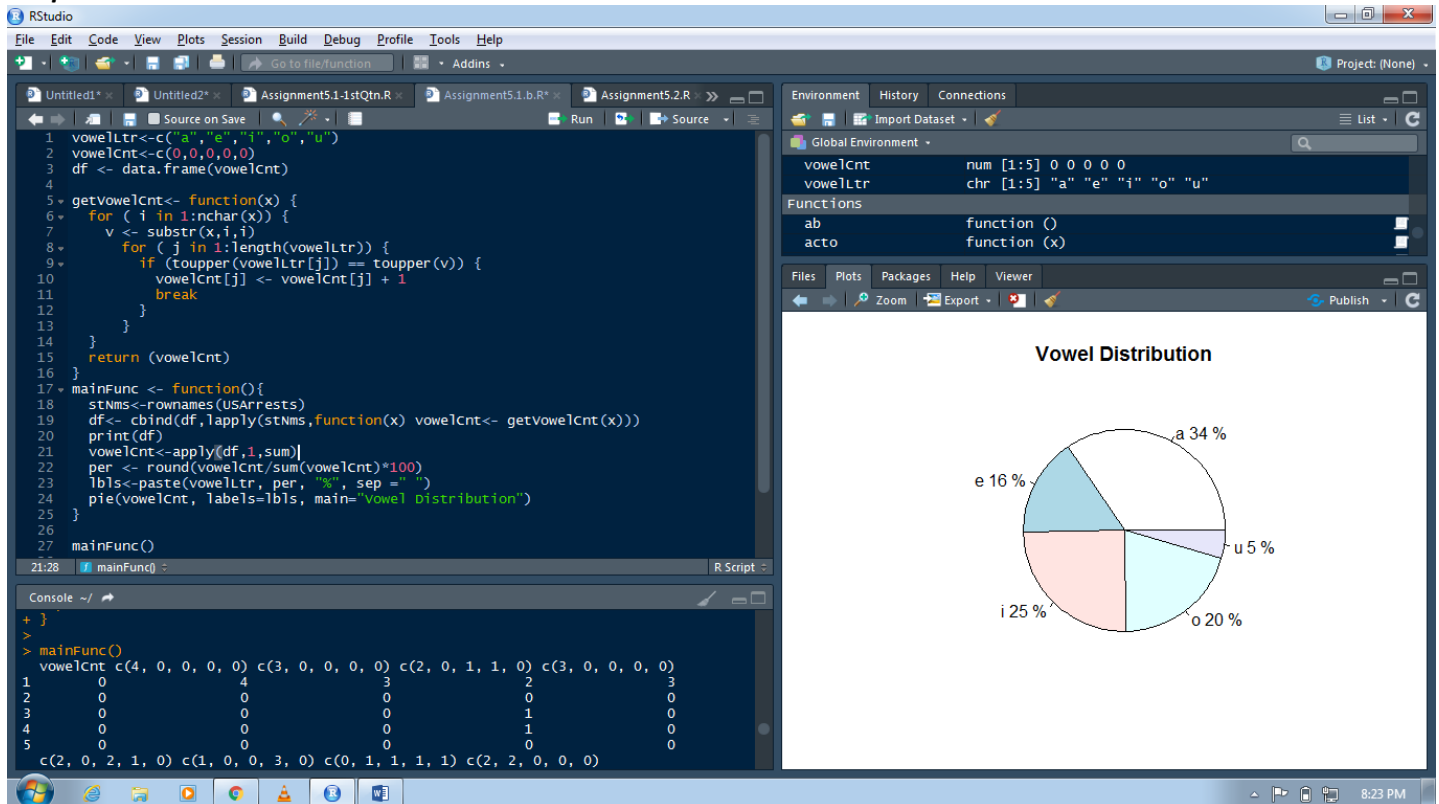 RStudio
File Edit Code View Plots Session Build Debug Profile Tools Help
Go to file/function Addins Project: (None)
Untitled1* Untitled2* Assignment5.1-1stQtn.R Assignment5.1.b.R* Assignment5.2.R
Source on Save Run Source
1 vowelLtr<-c("a","e","i","o","u")
2 vowelCnt<-c(0,0,0,0,0)
3 df <- data.frame(vowelCnt)
4
5 getVowelCnt<- function(x) {
6 for ( i in 1:nchar(x)) {
7 v <- substr(x,i,i)
8 for ( j in 1:length(vowelLtr)) {
9 if (toupper(vowelLtr[j]) == toupper(v)) {
10 vowelCnt[j] <- vowelCnt[j] + 1
11 break
12 }
13 }
14 }
15 return (vowelCnt)
16 }
17 mainFunc <- function(){
18 stNms<-rownames(USArrests)
19 df<- cbind(df,lapply(stNms,function(x) vowelCnt<- getVowelCnt(x)))
20 print(df)
21 vowelCnt<-apply(df,1,sum)
22 per <- round(vowelCnt/sum(vowelCnt)*100)
23 lbls<-paste(vowelLtr, per, "%", sep =" ")
24 pie(vowelCnt, labels=lbls, main="Vowel Distribution")
25 }
26
27 mainFunc()
21:28 mainFunc() R Script
Console ~/
+ }
>
> mainFunc()
vowelCnt c(4, 0, 0, 0, 0) c(3, 0, 0, 0, 0) c(2, 0, 1, 1, 0) c(3, 0, 0, 0, 0)
1 0 4 3 2 3
2 0 0 0 0 0
3 0 0 0 1 0
4 0 0 0 1 0
5 0 0 0 0 0
c(2, 0, 2, 1, 0) c(1, 0, 0, 3, 0) c(0, 1, 1, 1, 1) c(2, 2, 0, 0, 0)
Environment History Connections
Import Dataset List
Global Environment
vowelCnt num [1:5] 0 0 0 0 0
vowelLtr chr [1:5] "a" "e" "i" "o" "u"
Functions
ab function ()
acto function (x)
Files Plots Packages Help Viewer
Zoom Export Publish
Vowel Distribution
a 34 %
e 16 %
u 5 %
i 25 %
o 20 %
8:23 PM